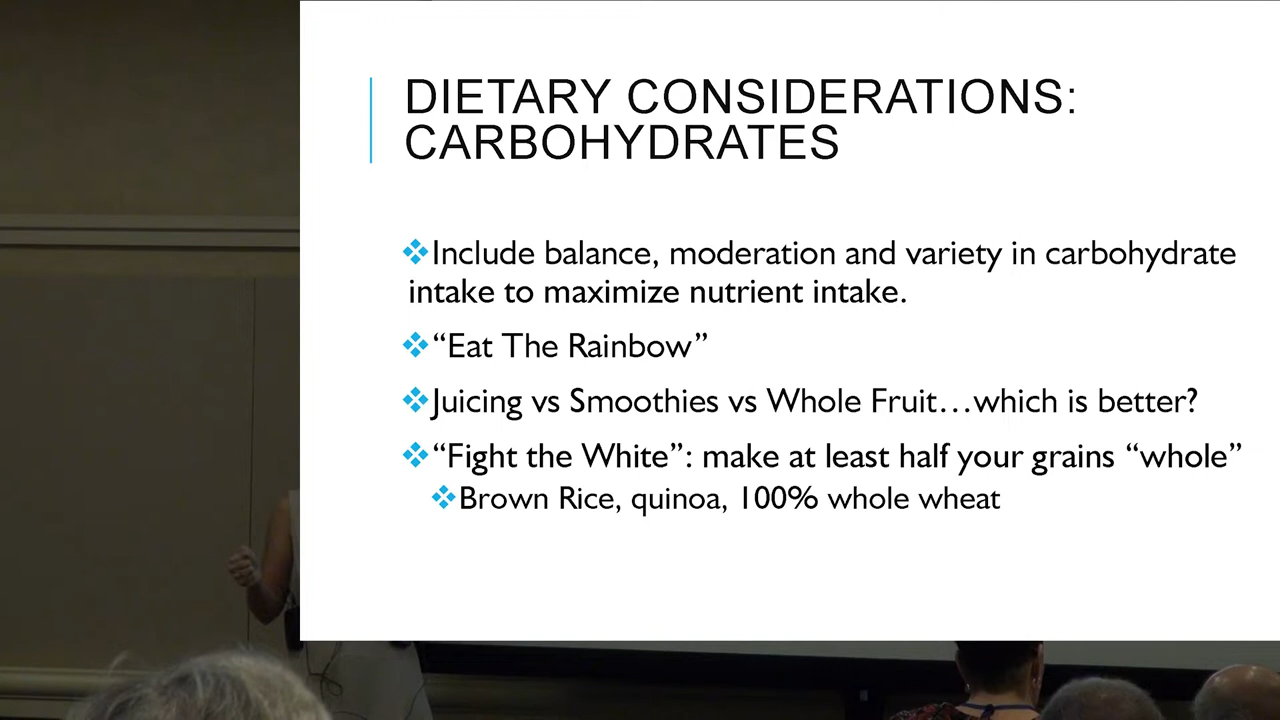 DIETARY CONSIDERATIONS:
CARBOHYDRATES
❖Include balance, moderation and variety in carbohydrate
intake to maximize nutrient intake.
❖“Eat The Rainbow”
❖Juicing vs Smoothies vs Whole Fruit…which is better?
❖“Fight the White”: make at least half your grains “whole”
❖Brown Rice, quinoa, 100% whole wheat